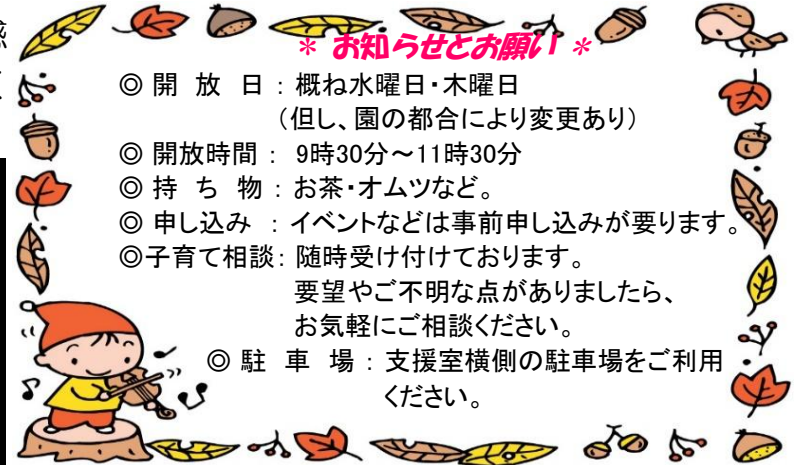 ＊ お知らせとお願い ＊
◎ 開 放 日 ： 概ね水曜日・木曜日
（但し、園の都合により変更あり）
◎ 開放時間 ： 9時30分～11時30分
◎ 持 ち 物 ： お茶・オムツなど。
◎ 申し込み ： イベントなどは事前申し込みが要ります。
◎子育て相談： 随時受け付けております。
要望やご不明な点がありましたら、
お気軽にご相談ください。
◎ 駐 車 場 ： 支援室横側の駐車場をご利用
ください。